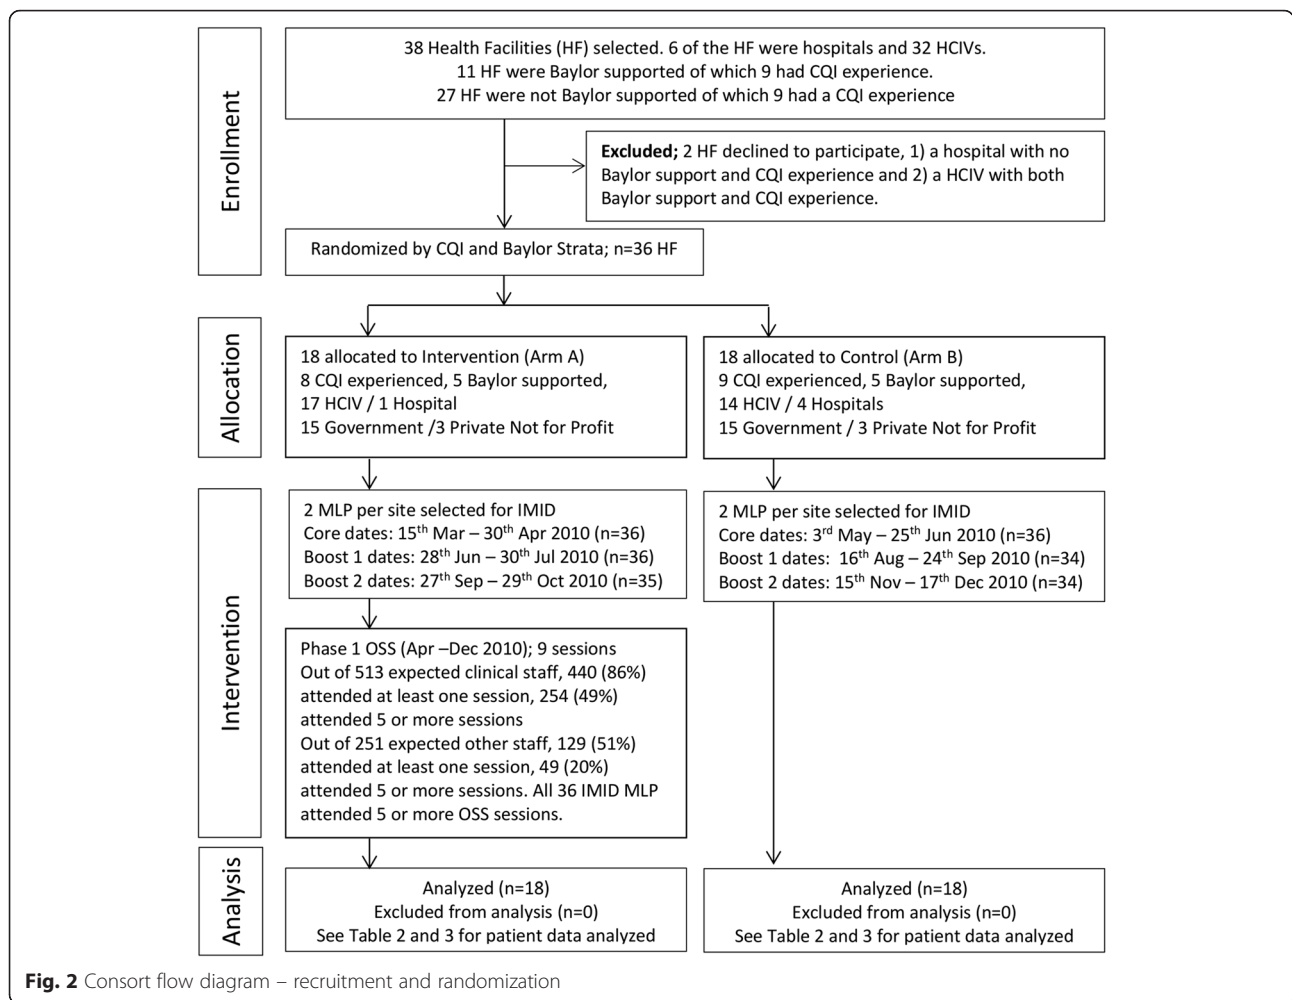 Enrollment
38 Health Facilities (HF) selected. 6 of the HF were hospitals and 32 HCIVs.
11 HF were Baylor supported of which 9 had CQI experience.
27 HF were not Baylor supported of which 9 had a CQI experience
Excluded; 2 HF declined to participate, 1) a hospital with no
Baylor support and CQI experience and 2) a HCIV with both
Baylor support and CQI experience.
Randomized by CQI and Baylor Strata; n=36 HF
Allocation
18 allocated to Intervention (Arm A)
8 CQI experienced, 5 Baylor supported,
17 HCIV / 1 Hospital
15 Government /3 Private Not for Profit
18 allocated to Control (Arm B)
9 CQI experienced, 5 Baylor supported,
14 HCIV / 4 Hospitals
15 Government / 3 Private Not for Profit
Intervention
2 MLP per site selected for IMID
Core dates: 15th Mar – 30th Apr 2010 (n=36)
Boost 1 dates: 28th Jun – 30th Jul 2010 (n=36)
Boost 2 dates: 27th Sep – 29th Oct 2010 (n=35)
2 MLP per site selected for IMID
Core dates: 3rd May – 25th Jun 2010 (n=36)
Boost 1 dates: 16th Aug – 24th Sep 2010 (n=34)
Boost 2 dates: 15th Nov – 17th Dec 2010 (n=34)
Phase 1 OSS (Apr –Dec 2010); 9 sessions
Out of 513 expected clinical staff, 440 (86%)
attended at least one session, 254 (49%)
attended 5 or more sessions
Out of 251 expected other staff, 129 (51%)
attended at least one session, 49 (20%)
attended 5 or more sessions. All 36 IMID MLP
attended 5 or more OSS sessions.
Analysis
Analyzed (n=18)
Excluded from analysis (n=0)
See Table 2 and 3 for patient data analyzed
Analyzed (n=18)
Excluded from analysis (n=0)
See Table 2 and 3 for patient data analyzed
Fig. 2 Consort flow diagram – recruitment and randomization